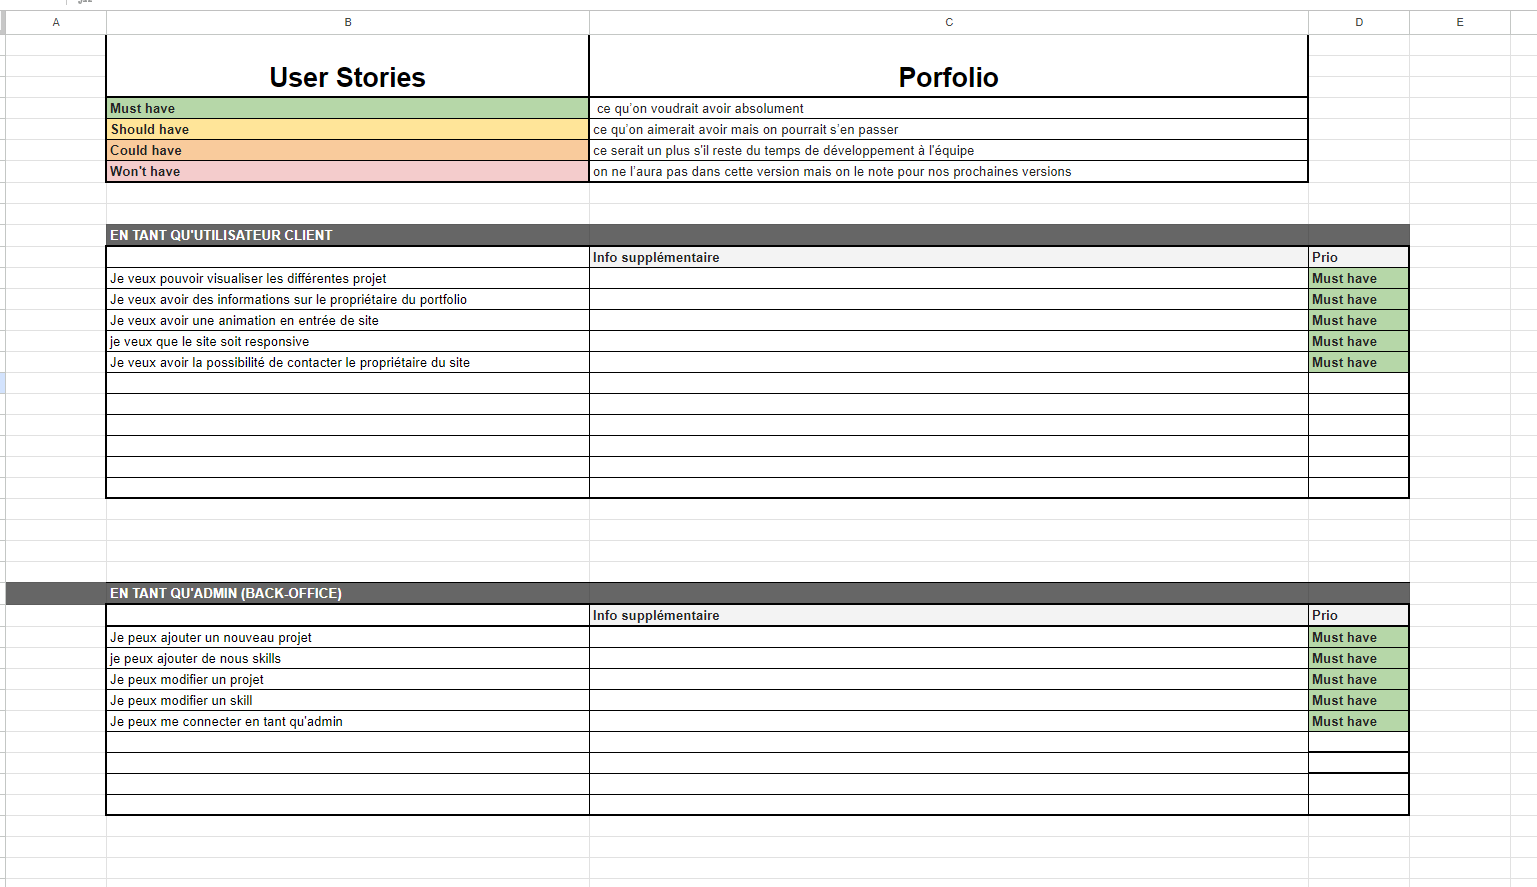 A B C D E
User Stories Porfolio
Must have ce qu'on voudrait avoir absolument
Should have ce qu'on aimerait avoir mais on pourrait s'en passer
Could have ce serait un plus s'il reste du temps de développement à l'équipe
Won't have on ne l'aura pas dans cette version mais on le note pour nos prochaines versions
EN TANT QU'UTILISATEUR CLIENT
Info supplémentaire Prio
Je veux pouvoir visualiser les différentes projet Must have
Je veux avoir des informations sur le propriétaire du portfolio Must have
Je veux avoir une animation en entrée de site Must have
je veux que le site soit responsive Must have
Je veux avoir la possibilité de contacter le propriétaire du site Must have
EN TANT QU'ADMIN (BACK-OFFICE)
Info supplémentaire Prio
Je peux ajouter un nouveau projet Must have
je peux ajouter de nous skills Must have
Je peux modifier un projet Must have
Je peux modifier un skill Must have
Je peux me connecter en tant qu'admin Must have